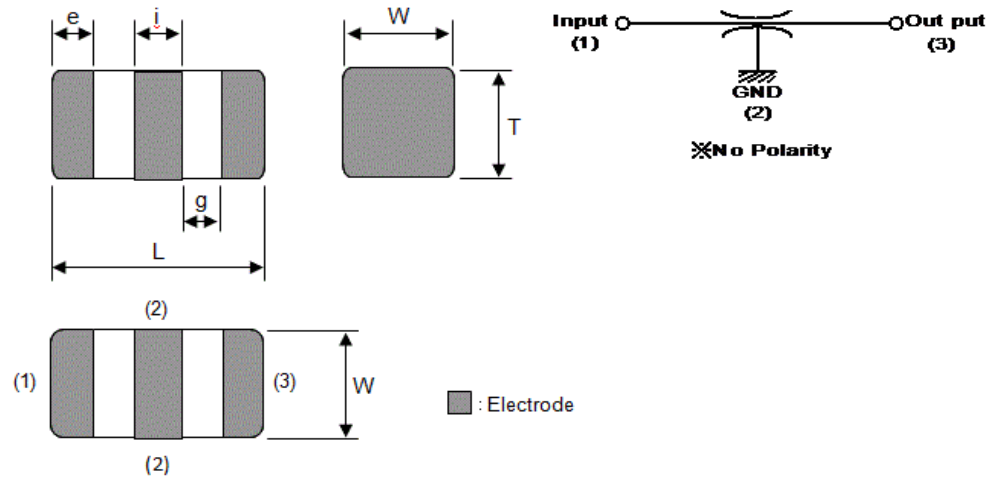 e
i
W
Input
(1)
Out put
(3)
T
GND
(2)
※No Polarity
g
L
(2)
(1)
(3)
W
: Electrode
(2)